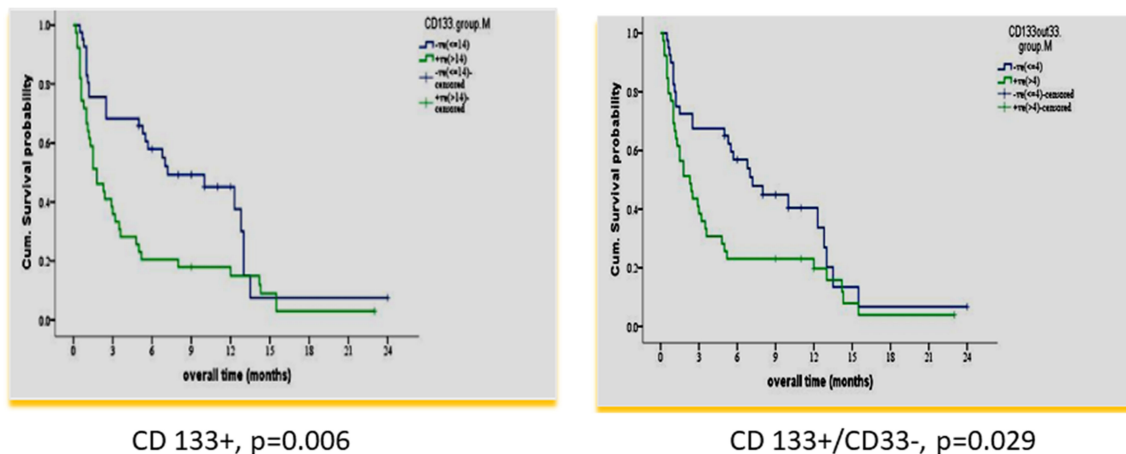 CD133.group.M
-ve(<=14)
+ve(>14)
-ve(<=14)-
censored
+ve(>14)-
censored
1.0
0.8
0.6
0.4
0.2
0.0
Cum. Survival probability
0 3 6 9 12 15 18 21 24
overall time (months)
CD 133+, p=0.006
CD133out33.
group.M
-ve(<=4)
+ve(>4)
-ve(<=4)-censored
+ve(>4)-censored
1.0
0.8
0.6
0.4
0.2
0.0
Cum. Survival probability
0 3 6 9 12 15 18 21 24
overall time (months)
CD 133+/CD33-, p=0.029